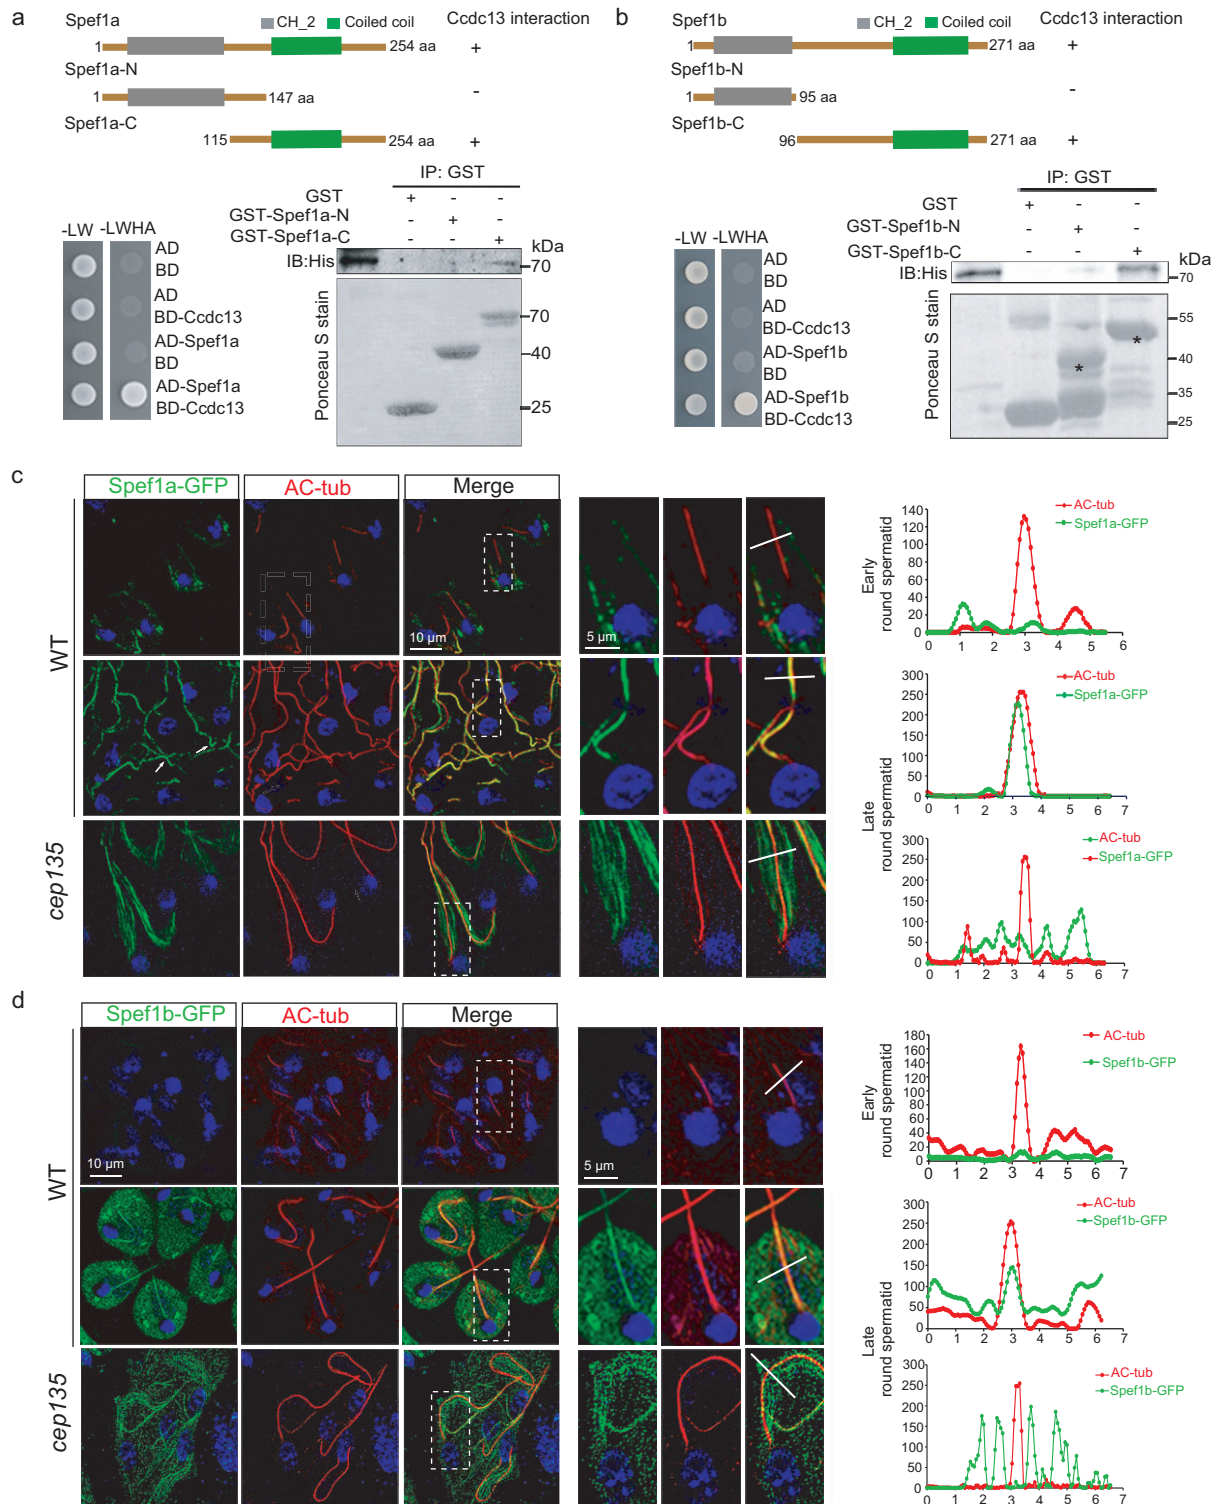 a
Spef1a
CH_2 Coiled coil Ccdc13 interaction
1 254 aa +
Spef1a-N
1 147 aa -
Spef1a-C
115 254 aa +
IP: GST
GST + - -
GST-Spef1a-N - + -
GST-Spef1a-C - - +
kDa
IB:His 70
Ponceau S stain
70
40
25
-LW -LWHA
AD
BD
AD
BD-Ccdc13
AD-Spef1a
BD
AD-Spef1a
BD-Ccdc13
b
Spef1b
CH_2 Coiled coil Ccdc13 interaction
1 271 aa +
Spef1b-N
1 95 aa -
Spef1b-C
96 271 aa +
IP: GST
GST + - -
GST-Spef1b-N - + -
GST-Spef1b-C - - +
kDa
IB:His 70
Ponceau S stain
55
40
35
25
* *
-LW -LWHA
AD
BD
AD
BD-Ccdc13
AD-Spef1b
BD
AD-Spef1b
BD-Ccdc13
c
Spef1a-GFP AC-tub Merge
WT
cep135
10 µm
5 µm
Early
round spermatid
AC-tub
Spef1a-GFP
140
120
100
80
60
40
20
0
0 1 2 3 4 5 6
Late
round spermatid
AC-tub
Spef1a-GFP
300
250
200
150
100
50
0
0 1 2 3 4 5 6 7
AC-tub
Spef1a-GFP
300
250
200
150
100
50
0
0 1 2 3 4 5 6 7
d
Spef1b-GFP AC-tub Merge
WT
cep135
10 µm
5 µm
Early
round spermatid
AC-tub
Spef1b-GFP
180
160
140
120
100
80
60
40
20
0
0 1 2 3 4 5 6 7
Late
round spermatid
AC-tub
Spef1b-GFP
300
250
200
150
100
50
0
0 1 2 3 4 5 6 7
AC-tub
Spef1b-GFP
300
250
200
150
100
50
0
0 1 2 3 4 5 6 7